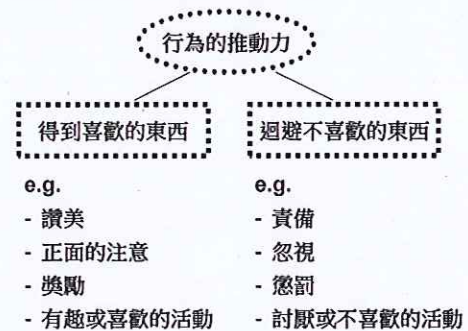 行為的推動力
得到喜歡的東西
迴避不喜歡的東西
e.g.
- 讚美
- 正面的注意
- 獎勵
- 有趣或喜歡的活動
e.g.
- 責備
- 忽視
- 懲罰
- 討厭或不喜歡的活動